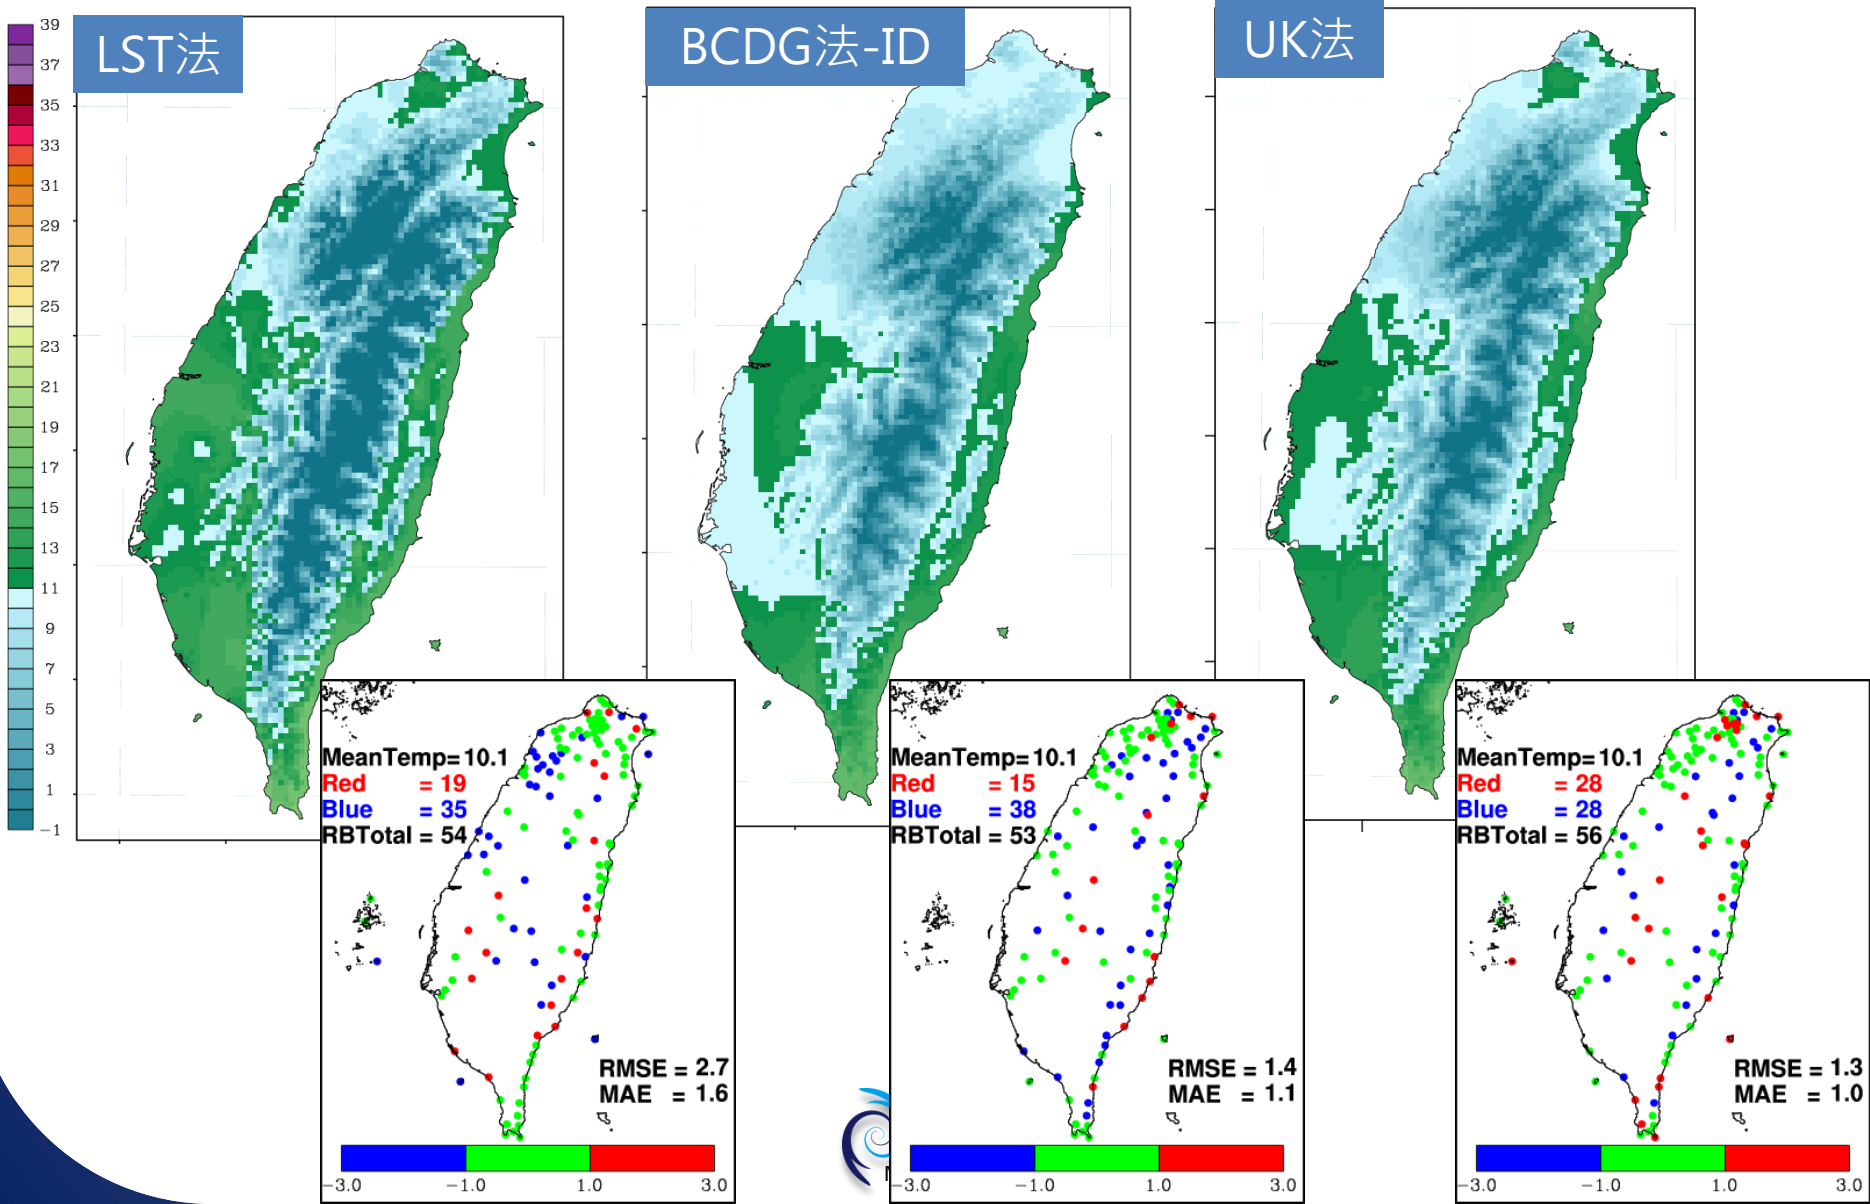 LST法
BCDG法-ID
UK法
39
37
35
33
31
29
27
25
23
21
19
17
15
13
11
9
7
5
3
1
−1
MeanTemp=10.1
Red = 19
Blue = 35
RBTotal = 54
RMSE = 2.7
MAE = 1.6
−3.0 −1.0 1.0 3.0
MeanTemp=10.1
Red = 15
Blue = 38
RBTotal = 53
RMSE = 1.4
MAE = 1.1
−3.0 −1.0 1.0 3.0
MeanTemp=10.1
Red = 28
Blue = 28
RBTotal = 56
RMSE = 1.3
MAE = 1.0
−3.0 −1.0 1.0 3.0